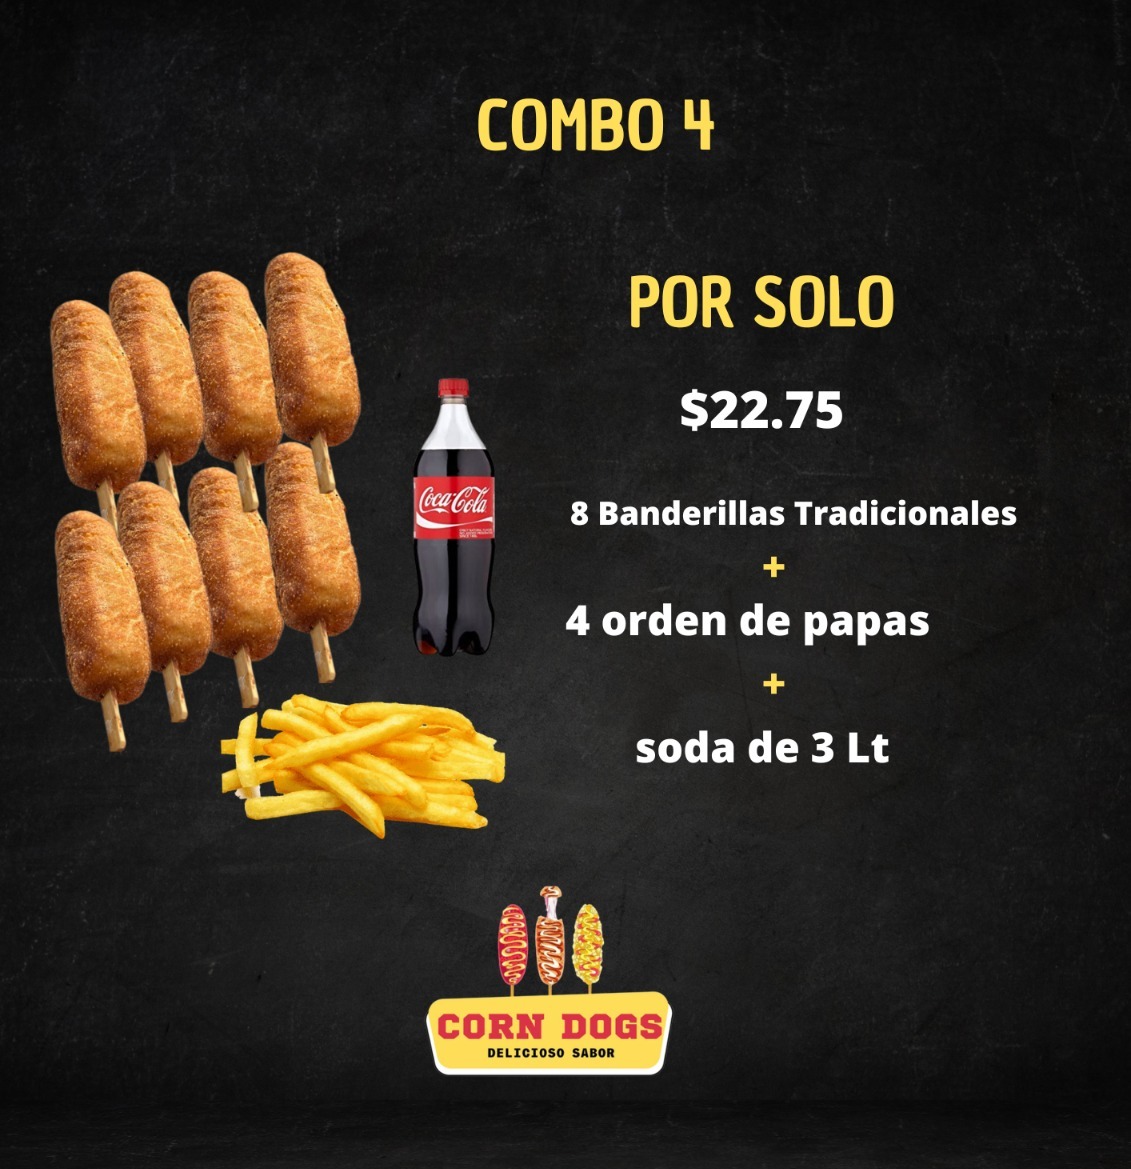 COMBO 4
POR SOLO
$22.75
8 Banderillas Tradicionales
+
4 orden de papas
+
soda de 3 Lt
Coca-Cola
CORN DOGS
DELICIOSO SABOR